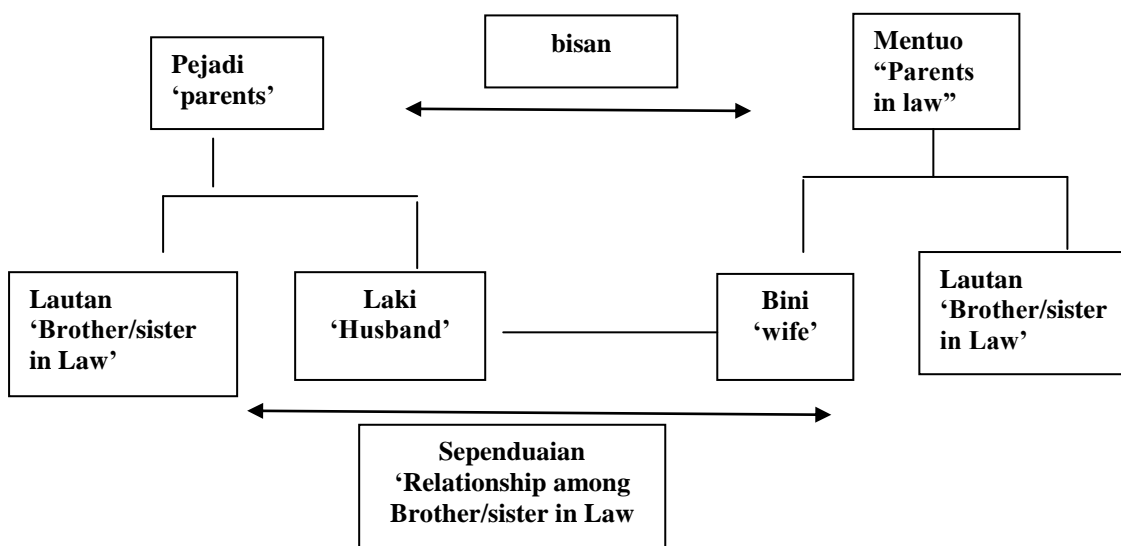 Pejadi
‘parents’
bisan
Mentuo
“Parents
in law”
Lautan
‘Brother/sister
in Law’
Laki
‘Husband’
Bini
‘wife’
Lautan
‘Brother/sister
in Law’
Sependuaian
‘Relationship among
Brother/sister in Law